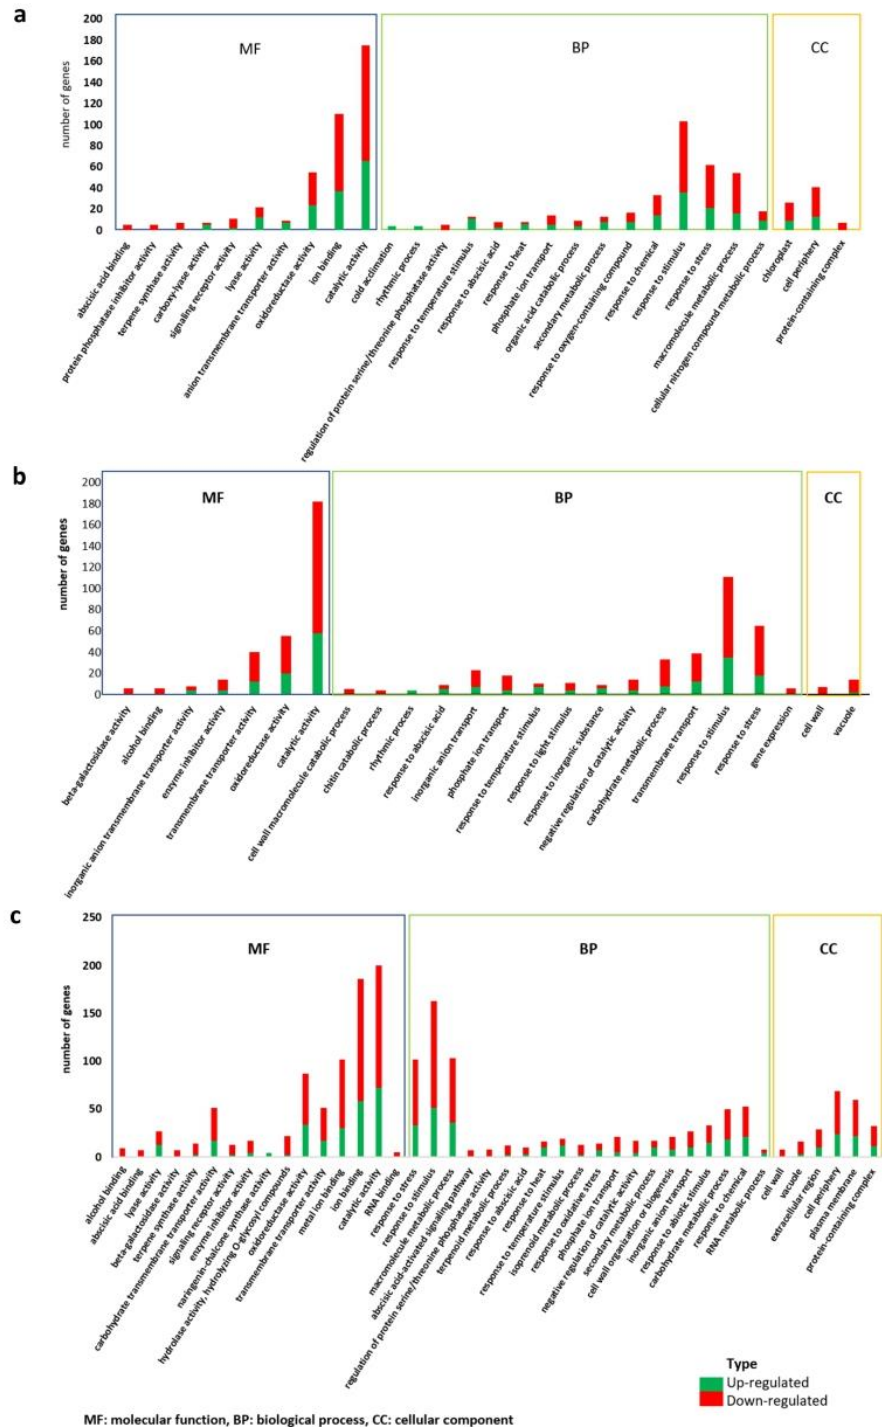 a
200
180
160
140
120
100
80
60
40
20
0
number of genes
MF
BP
CC
abscisic acid binding
protein phosphatase inhibitor activity
terpene synthase activity
carboxy-lyase activity
signaling receptor activity
lyase activity
anion transmembrane transporter activity
oxidoreductase activity
ion binding
catalytic activity
cold acclimation
rhythmic process
regulation of protein serine/threonine phosphatase activity
response to temperature stimulus
response to abscisic acid
response to heat
phosphate ion transport
organic acid catabolic process
secondary metabolic process
response to oxygen-containing compound
response to chemical
response to stimulus
response to stress
macromolecule metabolic process
cellular nitrogen compound metabolic process
chloroplast
cell periphery
protein-containing complex
b
200
180
160
140
120
100
80
60
40
20
0
number of genes
MF
BP
CC
beta-galactosidase activity
alcohol binding
inorganic anion transmembrane transporter activity
enzyme inhibitor activity
transmembrane transporter activity
oxidoreductase activity
catalytic activity
cell wall macromolecule catabolic process
chitin catabolic process
rhythmic process
response to abscisic acid
inorganic anion transport
phosphate ion transport
response to temperature stimulus
response to light stimulus
response to inorganic substance
negative regulation of catalytic activity
carbohydrate metabolic process
transmembrane transport
response to stimulus
response to stress
gene expression
cell wall
vacuole
c
250
200
150
100
50
0
number of genes
MF
BP
CC
alcohol binding
abscisic acid binding
lyase activity
beta-galactosidase activity
terpene synthase activity
carbohydrate transmembrane transporter activity
signaling receptor activity
enzyme inhibitor activity
naringenin-chalcone synthase activity
hydrolase activity, hydrolyzing O glycosyl compounds
oxidoreductase activity
transmembrane transporter activity
metal ion binding
ion binding
catalytic activity
RNA binding
response to stress
response to stimulus
macromolecule metabolic process
abscisic acid-activated signaling pathway
regulation of protein serine/threonine phosphatase activity
terpenoid metabolic process
response to abscisic acid
response to heat
response to temperature stimulus
isoprenoid metabolic process
response to oxidative stress
phosphate ion transport
negative regulation of catalytic activity
secondary metabolic process
cell wall organization or biogenesis
inorganic anion transport
response to abiotic stimulus
carbohydrate metabolic process
response to chemical
RNA metabolic process
cell wall
vacuole
extracellular region
cell periphery
plasma membrane
protein-containing complex
Type
Up-regulated
Down-regulated
MF: molecular function, BP: biological process, CC: cellular component